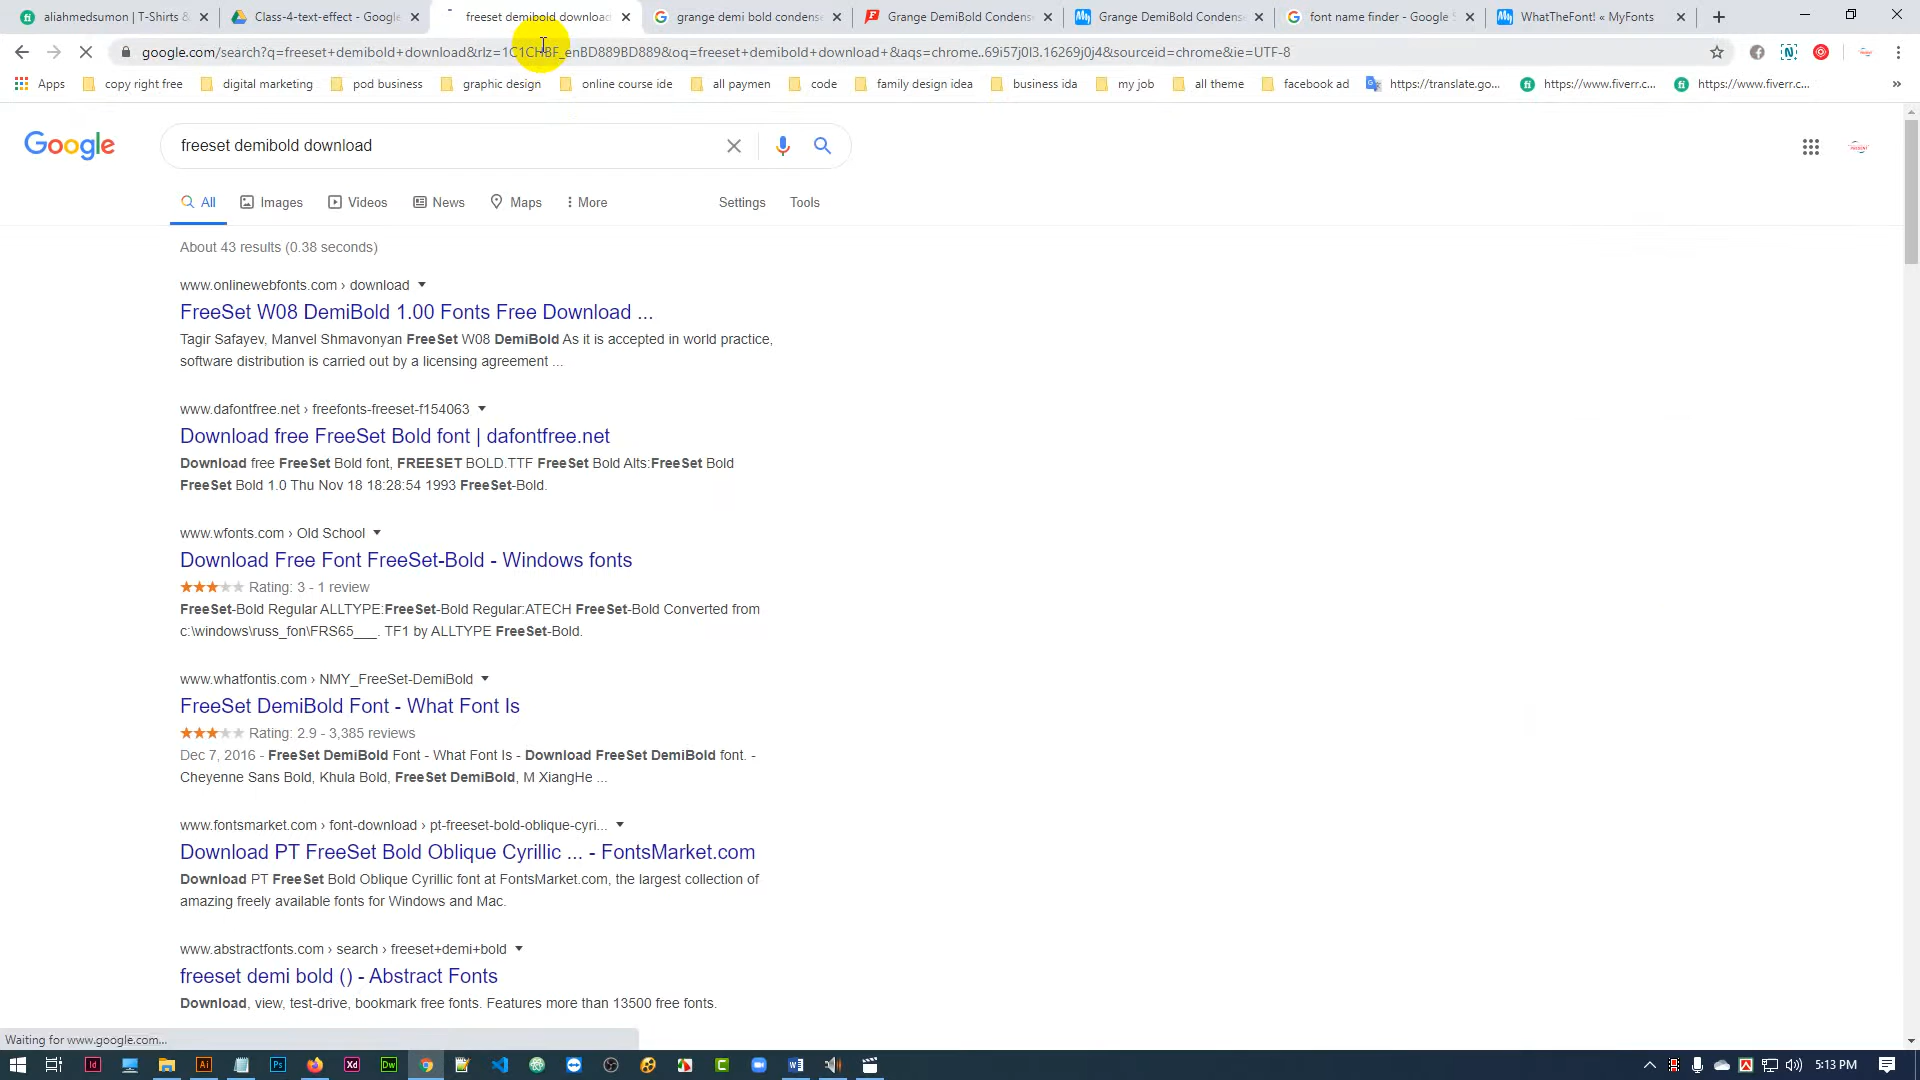 aliahmedsumon | T-Shirts &
Class-4-text-effect - Google
freeset demibold download
grange demi bold condense
Grange DemiBold Condens
Grange DemiBold Condens
font name finder - Google S
WhatTheFont! « MyFonts
google.com/search?q=freeset+demibold+download&rlz=1C1CHBF_enBD889BD889&oq=freeset+demibold+download+&aqs=chrome..69i57j0l3.16269j0j4&sourceid=chrome&ie=UTF-8
Apps
copy right free
digital marketing
pod business
graphic design
online course ide
all paymen
code
family design idea
business ida
my job
all theme
facebook ad
https://translate.go...
https://www.fiverr.c...
https://www.fiverr.c...
Google
freeset demibold download
All
Images
Videos
News
Maps
More
Settings
Tools
About 43 results (0.38 seconds)
www.onlinewebfonts.com › download
FreeSet W08 DemiBold 1.00 Fonts Free Download ...
Tagir Safayev, Manvel Shmavonyan FreeSet W08 DemiBold As it is accepted in world practice,
software distribution is carried out by a licensing agreement ...
www.dafontfree.net › freefonts-freeset-f154063
Download free FreeSet Bold font | dafontfree.net
Download free FreeSet Bold font, FREESET BOLD.TTF FreeSet Bold Alts:FreeSet Bold
FreeSet Bold 1.0 Thu Nov 18 18:28:54 1993 FreeSet-Bold.
www.wfonts.com › Old School
Download Free Font FreeSet-Bold - Windows fonts
Rating: 3 - 1 review
FreeSet-Bold Regular ALLTYPE:FreeSet-Bold Regular:ATECH FreeSet-Bold Converted from
c:\windows\russ_fon\FRS65___. TF1 by ALLTYPE FreeSet-Bold.
www.whatfontis.com › NMY_FreeSet-DemiBold
FreeSet DemiBold Font - What Font Is
Rating: 2.9 - 3,385 reviews
Dec 7, 2016 - FreeSet DemiBold Font - What Font Is - Download FreeSet DemiBold font. -
Cheyenne Sans Bold, Khula Bold, FreeSet DemiBold, M XiangHe ...
www.fontsmarket.com › font-download › pt-freeset-bold-oblique-cyri...
Download PT FreeSet Bold Oblique Cyrillic ... - FontsMarket.com
Download PT FreeSet Bold Oblique Cyrillic font at FontsMarket.com, the largest collection of
amazing freely available fonts for Windows and Mac.
www.abstractfonts.com › search › freeset+demi+bold
freeset demi bold () - Abstract Fonts
Download, view, test-drive, bookmark free fonts. Features more than 13500 free fonts.
Waiting for www.google.com...
5:13 PM